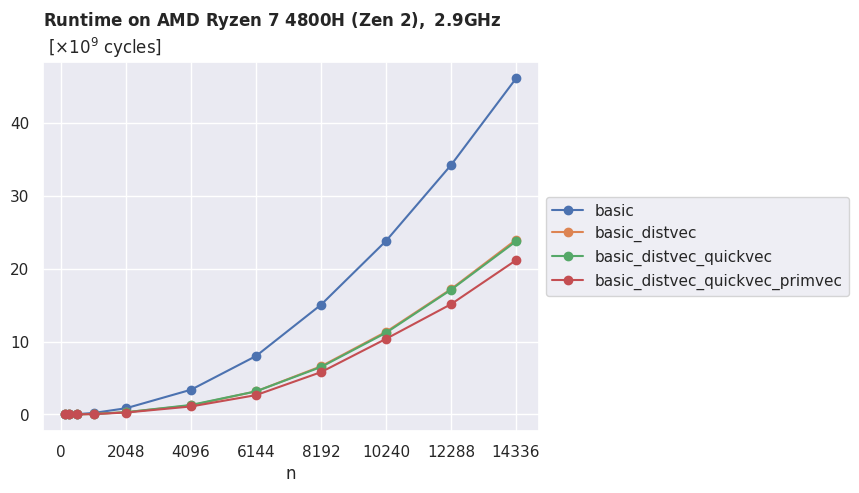 Runtime on AMD Ryzen 7 4800H (Zen 2), 2.9GHz
[×10⁹ cycles]
40
30
20
10
0
0 2048 4096 6144 8192 10240 12288 14336
n
basic
basic_distvec
basic_distvec_quickvec
basic_distvec_quickvec_primvec